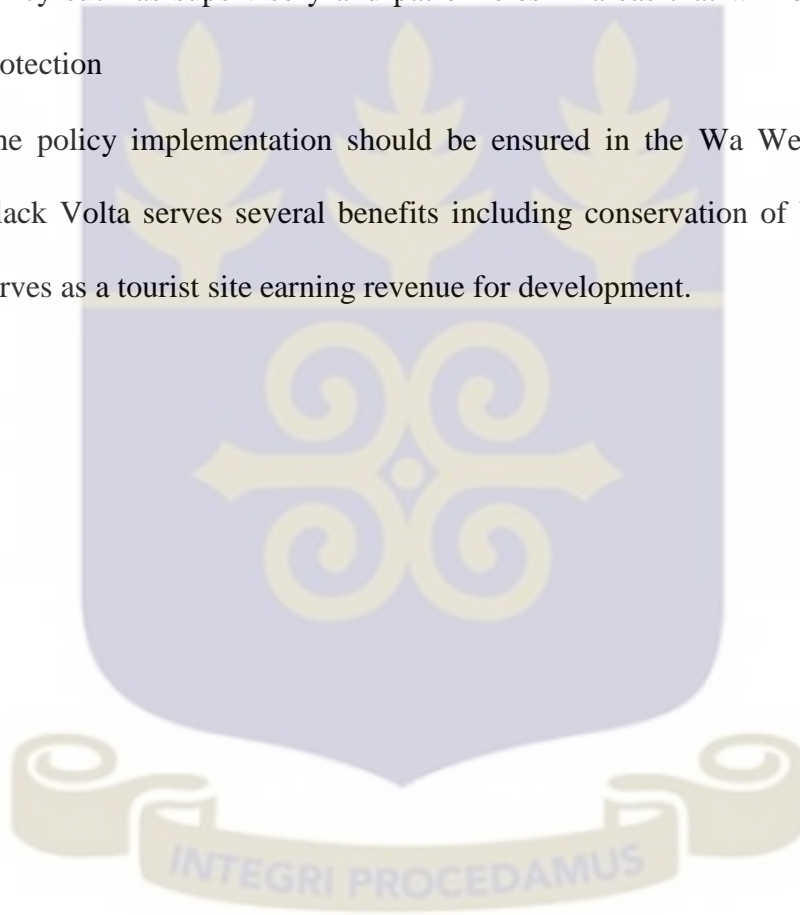 otection
ne policy implementation should be ensured in the Wa We
lack Volta serves several benefits including conservation of
rves as a tourist site earning revenue for development.
INTEGRI PROCEDAMUS